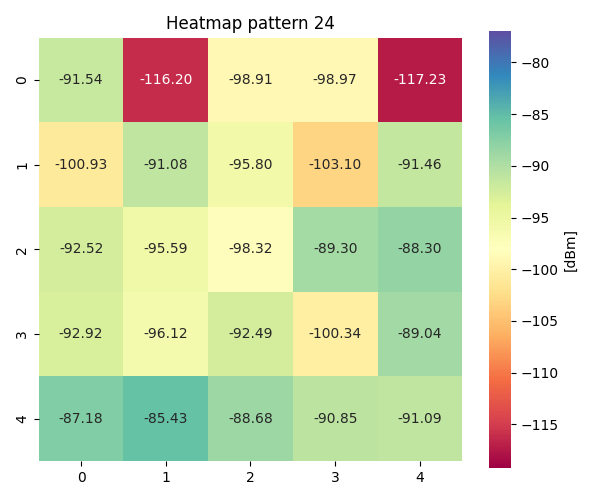 Heatmap pattern 24
0 -91.54 -116.20 -98.91 -98.97 -117.23
1 -100.93 -91.08 -95.80 -103.10 -91.46
2 -92.52 -95.59 -98.32 -89.30 -88.30
3 -92.92 -96.12 -92.49 -100.34 -89.04
4 -87.18 -85.43 -88.68 -90.85 -91.09
0 1 2 3 4
−80
−85
−90
−95
−100
−105
−110
−115
[dBm]